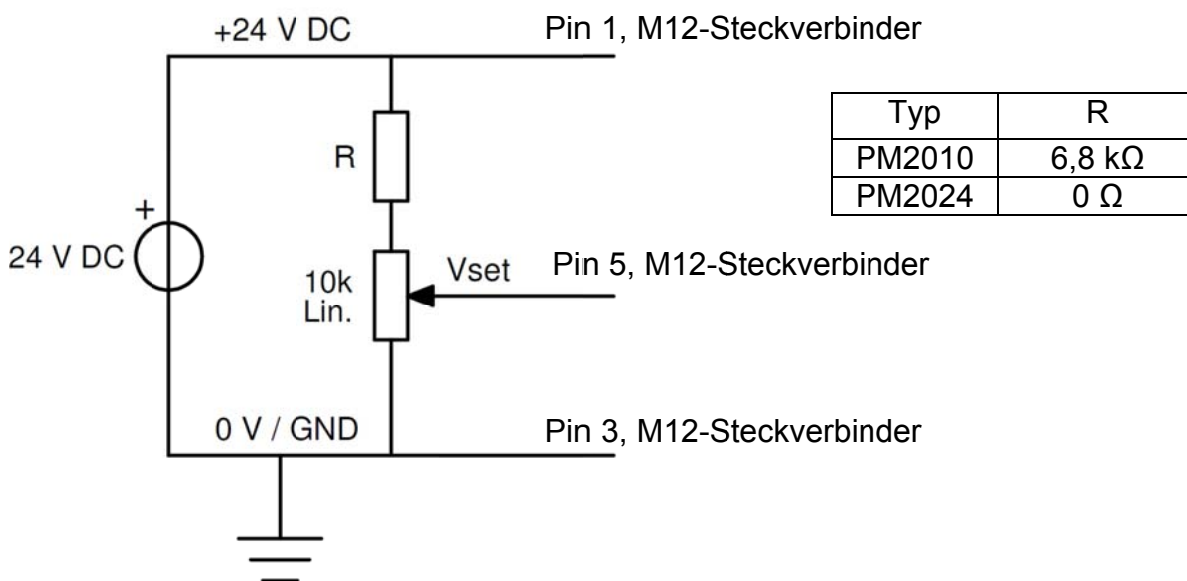 +24 V DC
Pin 1, M12-Steckverbinder
Typ R
PM2010 6,8 kΩ
PM2024 0 Ω
R
+
24 V DC
10k
Lin.
Vset
Pin 5, M12-Steckverbinder
0 V / GND
Pin 3, M12-Steckverbinder